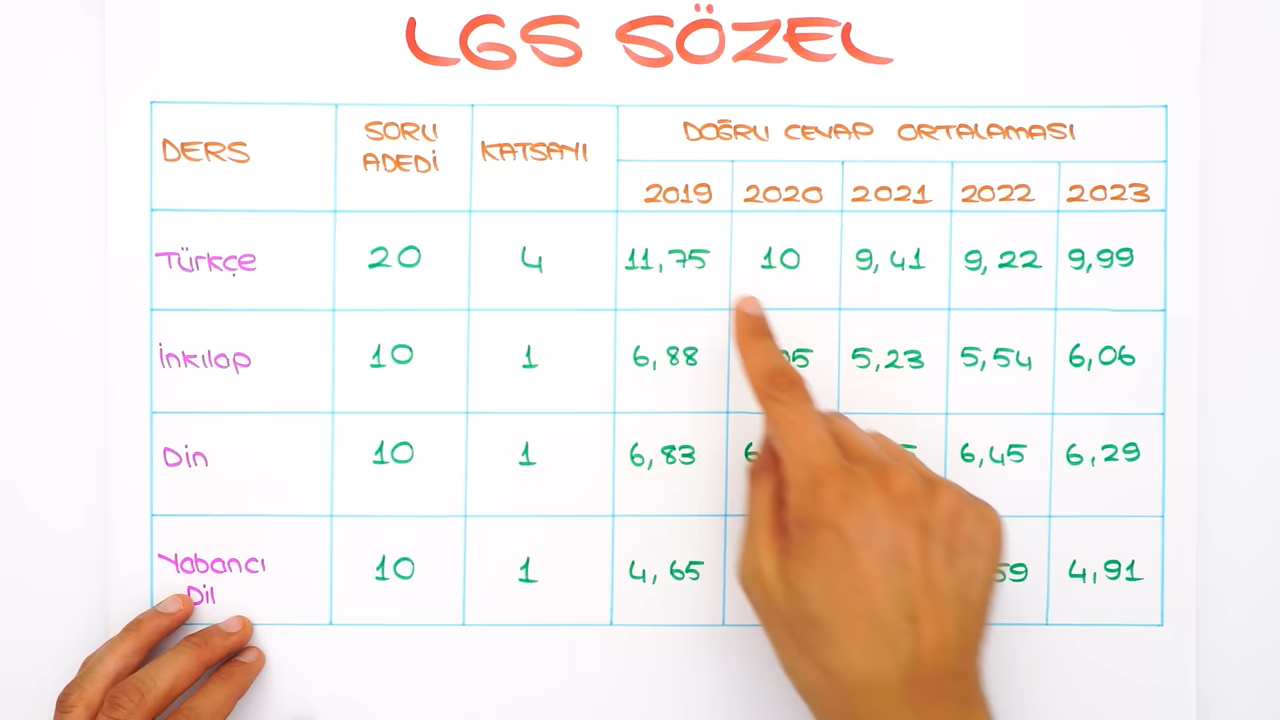 LGS SÖZEL
DERS
SORU ADEDİ
KATSAYI
DOĞRU CEVAP ORTALAMASI
2019 2020 2021 2022 2023
Türkçe 20 4 11,75 10 9,41 9,22 9,99
İnkılap 10 1 6,88 5,23 5,54 6,06
Din 10 1 6,83 6,45 6,29
Yabancı Dil 10 1 4,65 4,91